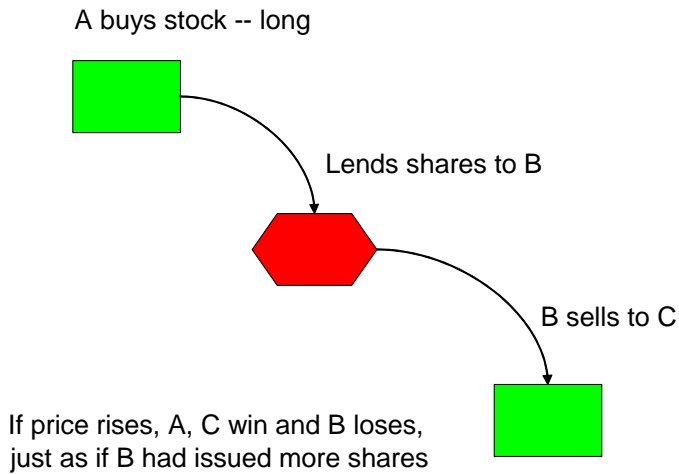 A buys stock -- long
Lends shares to B
B sells to C
If price rises, A, C win and B loses,
just as if B had issued more shares